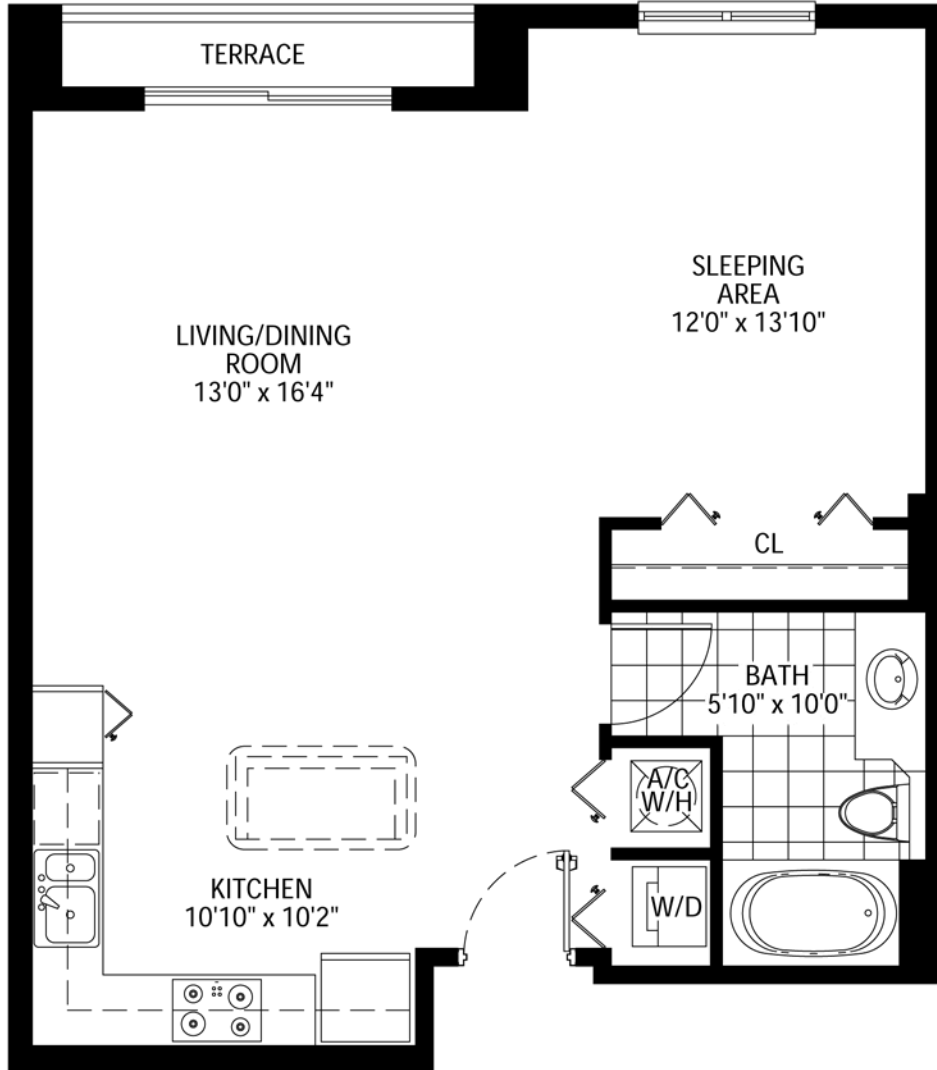 TERRACE
SLEEPING
AREA
12'0" x 13'10"
LIVING/DINING
ROOM
13'0" x 16'4"
CL
BATH
5'10" x 10'0"
A/C
W/H
KITCHEN
10'10" x 10'2"
W/D